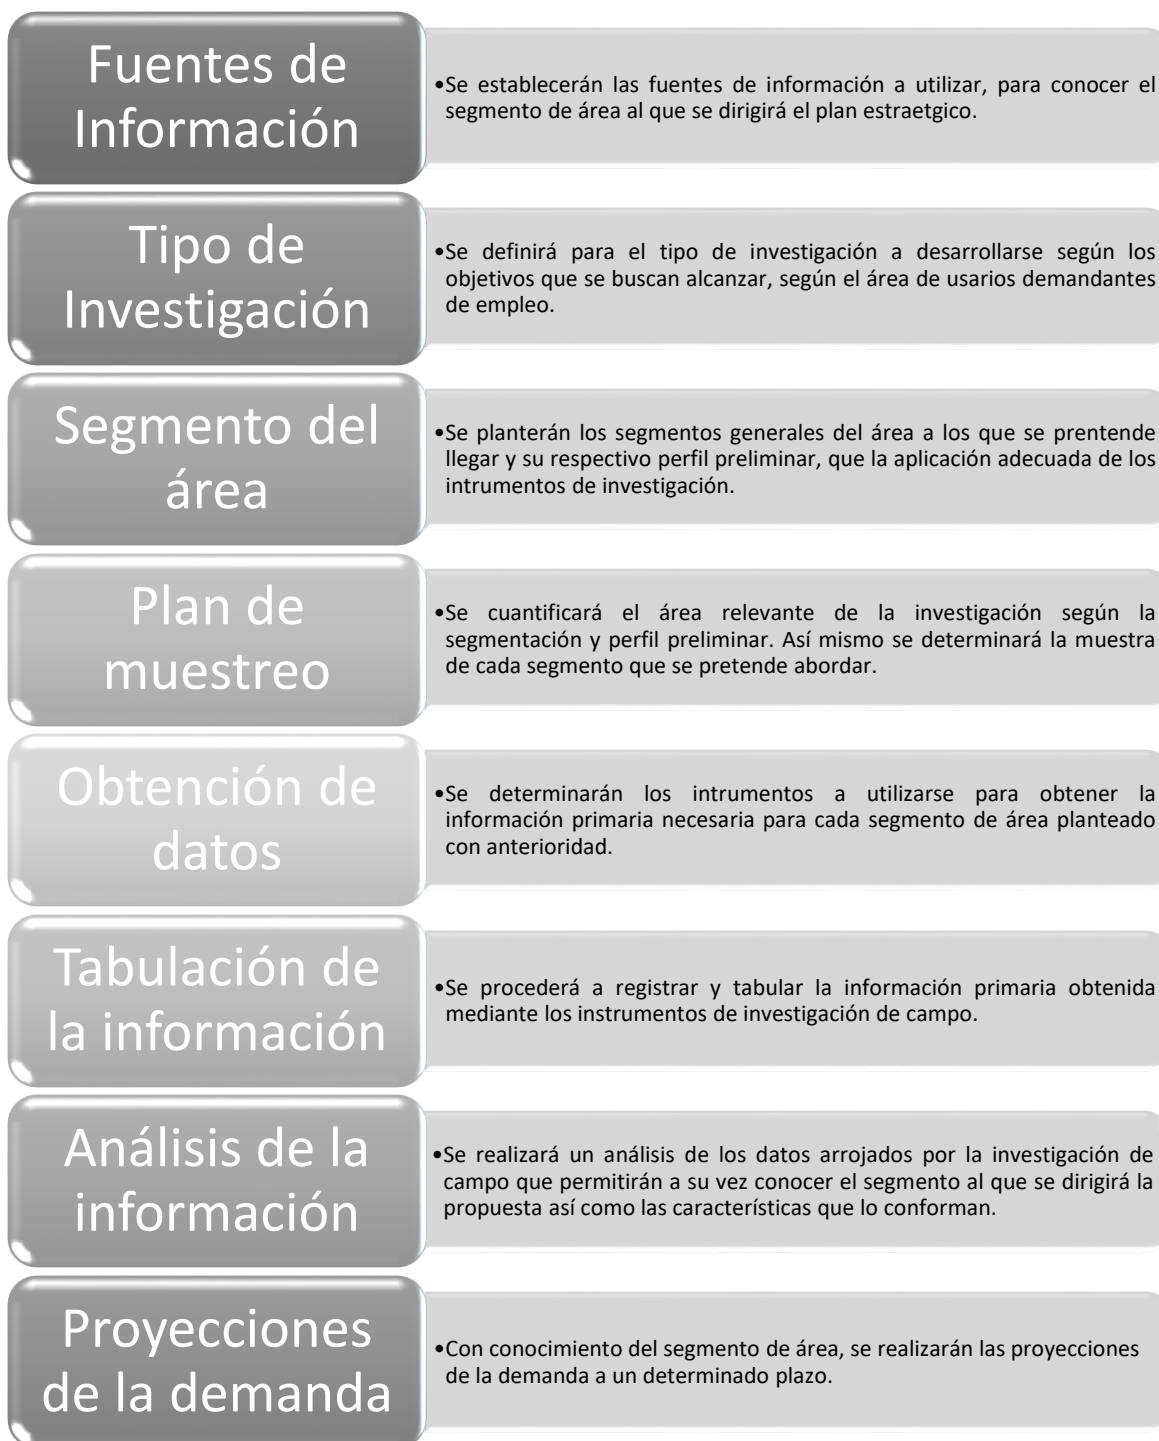 Fuentes de
Información
•Se establecerán las fuentes de información a utilizar, para conocer el
segmento de área al que se dirigirá el plan estraetgico.
Tipo de
Investigación
•Se definirá para el tipo de investigación a desarrollarse según los
objetivos que se buscan alcanzar, según el área de usarios demandantes
de empleo.
Segmento del
área
•Se planterán los segmentos generales del área a los que se prentende
llegar y su respectivo perfil preliminar, que la aplicación adecuada de los
intrumentos de investigación.
Plan de
muestreo
•Se cuantificará el área relevante de la investigación según la
segmentación y perfil preliminar. Así mismo se determinará la muestra
de cada segmento que se pretende abordar.
Obtención de
datos
•Se determinarán los intrumentos a utilizarse para obtener la
información primaria necesaria para cada segmento de área planteado
con anterioridad.
Tabulación de
la información
•Se procederá a registrar y tabular la información primaria obtenida
mediante los instrumentos de investigación de campo.
Análisis de la
información
•Se realizará un análisis de los datos arrojados por la investigación de
campo que permitirán a su vez conocer el segmento al que se dirigirá la
propuesta así como las características que lo conforman.
Proyecciones
de la demanda
•Con conocimiento del segmento de área, se realizarán las proyecciones
de la demanda a un determinado plazo.